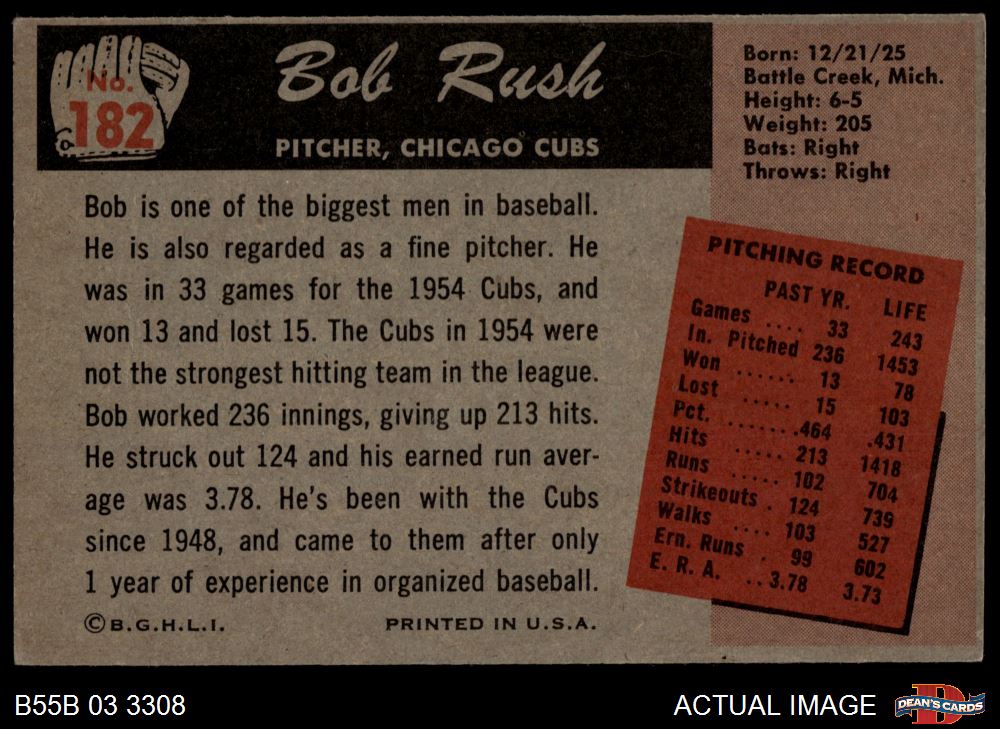 No.
182
Bob Rush
PITCHER, CHICAGO CUBS
Born: 12/21/25
Battle Creek, Mich.
Height: 6-5
Weight: 205
Bats: Right
Throws: Right
Bob is one of the biggest men in baseball.
He is also regarded as a fine pitcher. He
was in 33 games for the 1954 Cubs, and
won 13 and lost 15. The Cubs in 1954 were
not the strongest hitting team in the league.
Bob worked 236 innings, giving up 213 hits.
He struck out 124 and his earned run aver-
age was 3.78. He's been with the Cubs
since 1948, and came to them after only
1 year of experience in organized baseball.
© B.G.H.L.I. PRINTED IN U.S.A.
PITCHING RECORD
PAST YR. LIFE
Games .... 33 243
In. Pitched 236 1453
Won ...... 13 78
Lost ..... 15 103
Pct. .......464 .431
Hits ..... 213 1418
Runs ..... 102 704
Strikeouts . 124 739
Walks .... 103 527
Ern. Runs . 99 602
E. R. A. ..3.78 3.73
B55B 03 3308
ACTUAL IMAGE
D
DEAN'S CARDS